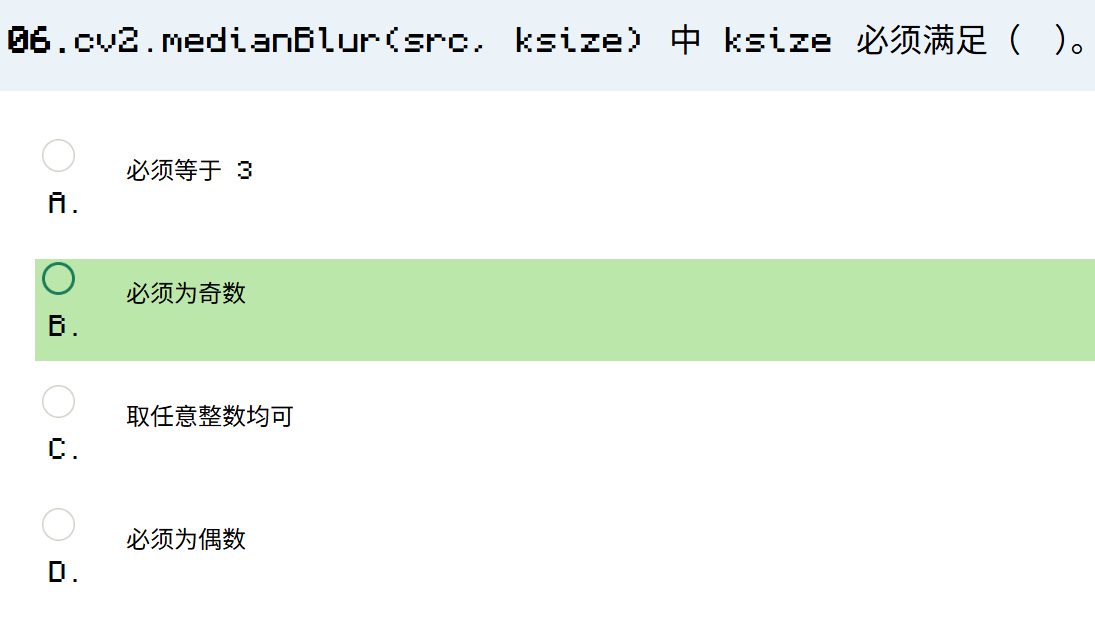 06.cv2.medianBlur(src, ksize) 中 ksize 必须满足（ ）。
必须等于 3
A.
必须为奇数
B.
取任意整数均可
C.
必须为偶数
D.